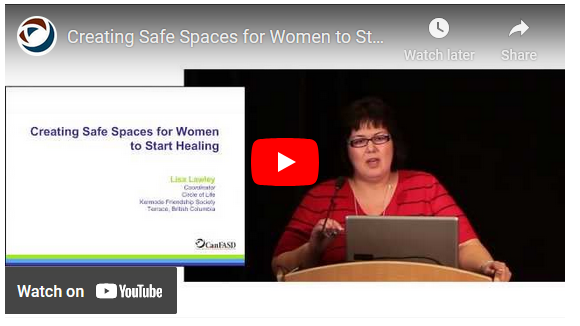 Creating Safe Spaces for Women to St...
Watch later
Share
Creating Safe Spaces for Women
to Start Healing
Lisa Lawley
Coordinator
Circle of Life
Kermode Friendship Society
Terrace, British Columbia
CanFASD
Watch on YouTube